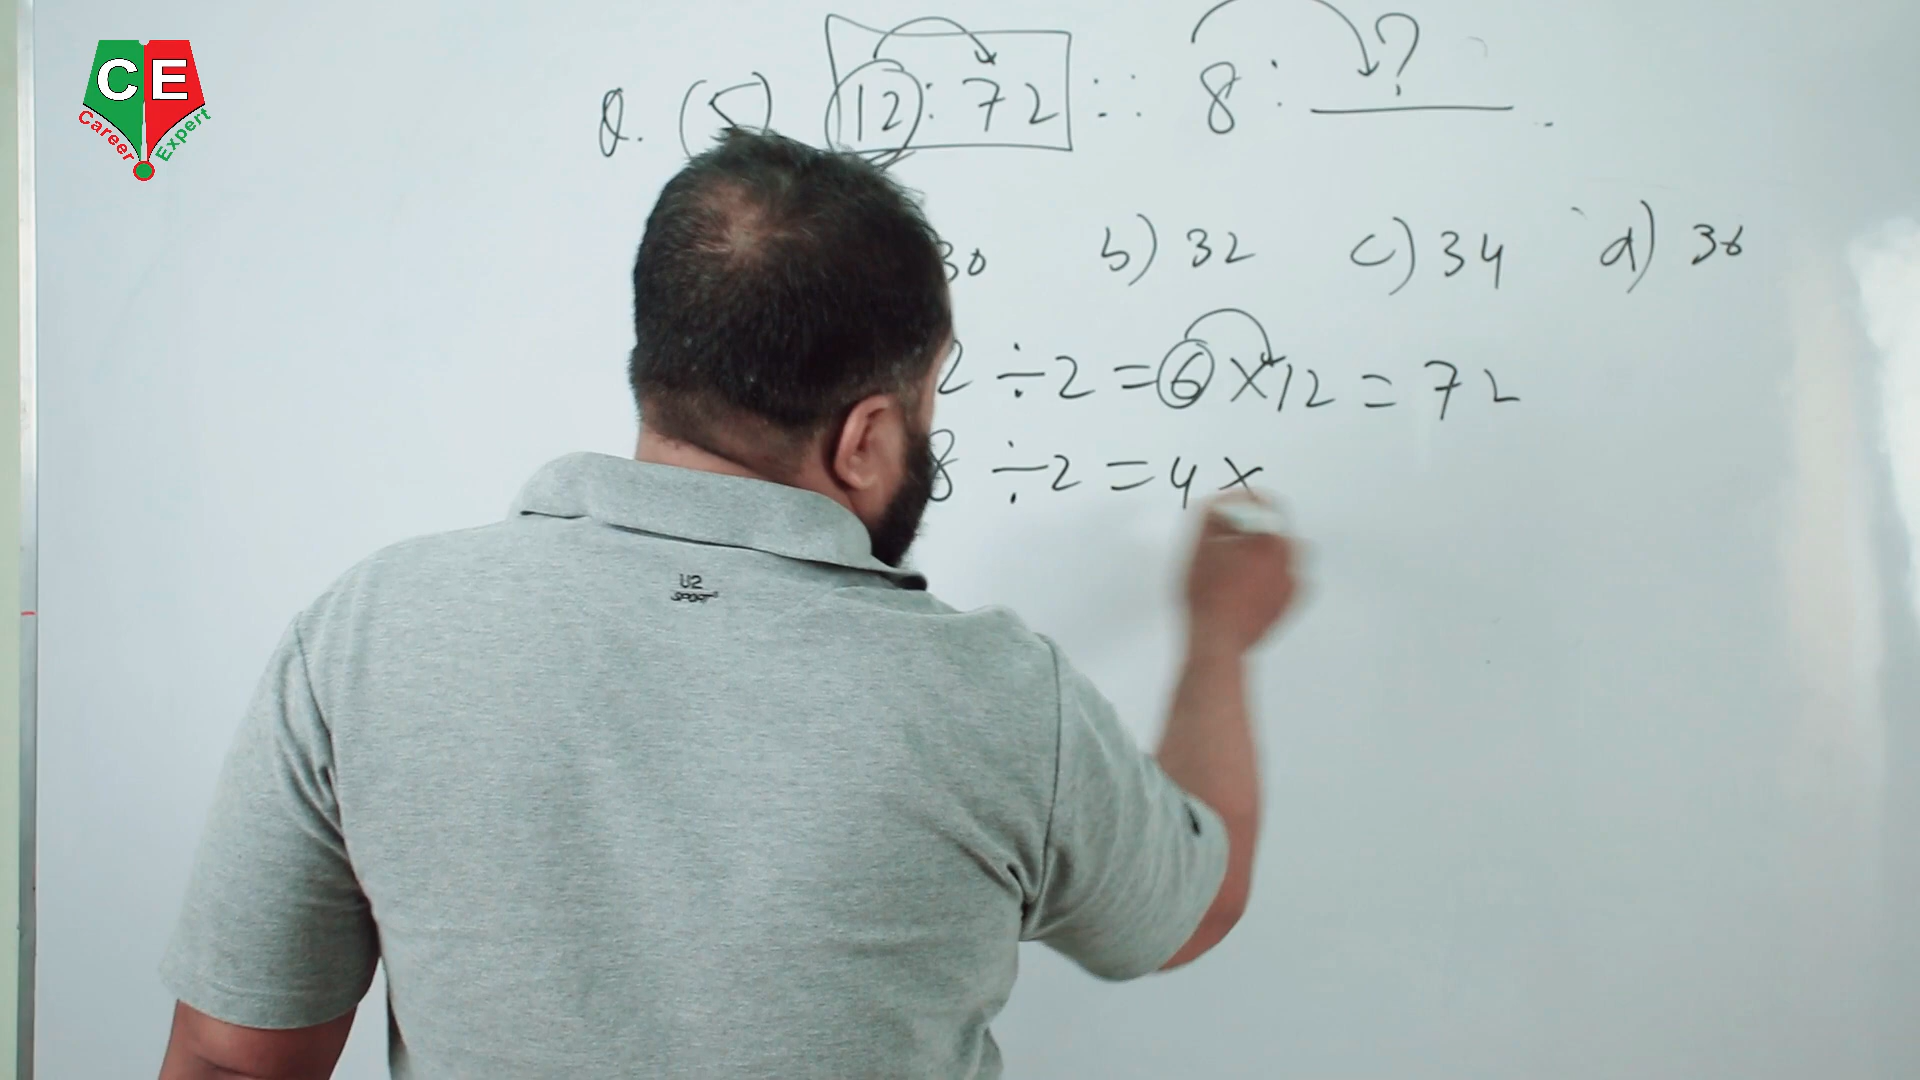 CE
Career Expert
Q. (5) 12 : 72 :: 8 : ?
30 b) 32 c) 34 d) 36
2 ÷ 2 = 6 × 12 = 72
8 ÷ 2 = 4 ×
U2
SPORT